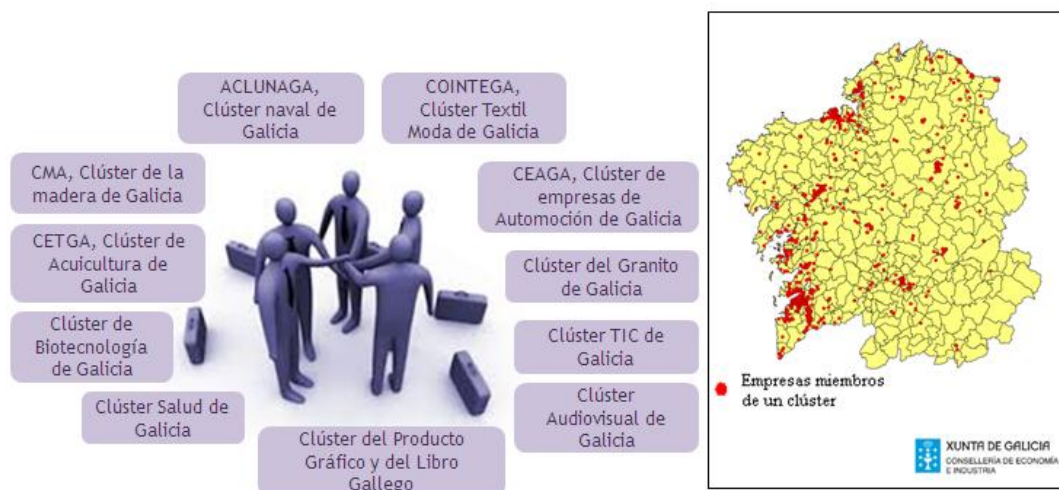 ACLUNAGA,
Clúster naval de
Galicia
COINTEGA,
Clúster Textil
Moda de Galicia
CMA, Clúster de la
madera de Galicia
CEAGA, Clúster de
empresas de
Automoción de Galicia
CETGA, Clúster de
Acuicultura de
Galicia
Clúster del Granito
de Galicia
Clúster de
Biotecnología
de Galicia
Clúster TIC de
Galicia
Clúster Salud de
Galicia
Clúster
Audiovisual de
Galicia
Clúster del Producto
Gráfico y del Libro
Gallego
Empresas miembros
de un clúster
XUNTA DE GALICIA
CONSELLERÍA DE ECONOMÍA
E INDUSTRIA